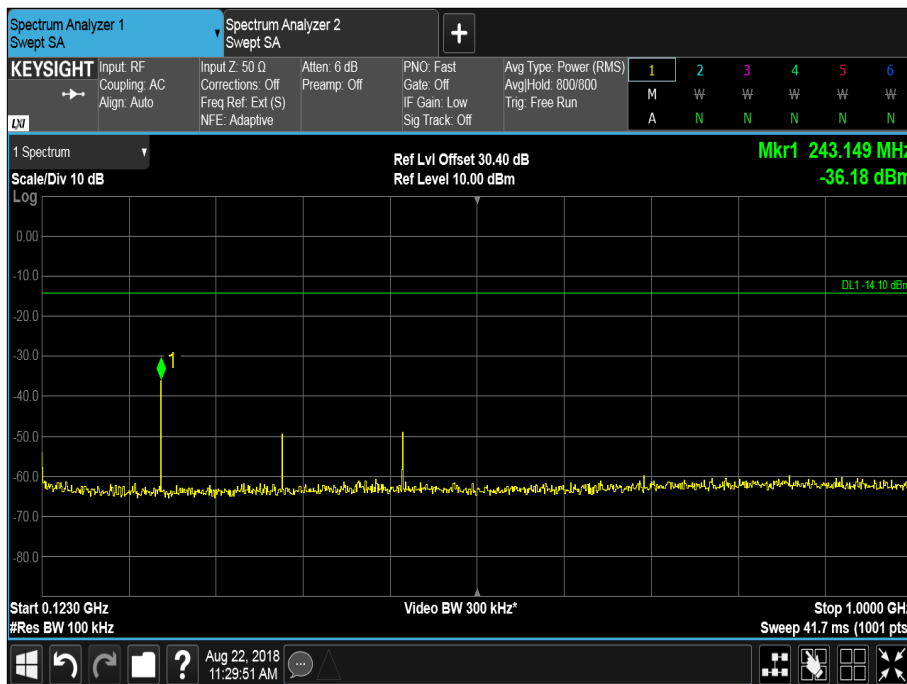 Spectrum Analyzer 1
Swept SA
Spectrum Analyzer 2
Swept SA
+
KEYSIGHT
LXI
Input: RF
Coupling: AC
Align: Auto
Input Z: 50 Ω
Corrections: Off
Freq Ref: Ext (S)
NFE: Adaptive
Atten: 6 dB
Preamp: Off
PNO: Fast
Gate: Off
IF Gain: Low
Sig Track: Off
Avg Type: Power (RMS)
Avg|Hold: 800/800
Trig: Free Run
1 2 3 4 5 6
M W W W W W
A N N N N N
1 Spectrum
Scale/Div 10 dB
Ref Lvl Offset 30.40 dB
Ref Level 10.00 dBm
Mkr1 243.149 MHz
-36.18 dBm
Log
0.00
-10.0
DL1 -14.10 dBm
-20.0
-30.0
1
-40.0
-50.0
-60.0
-70.0
-80.0
Start 0.1230 GHz
#Res BW 100 kHz
Video BW 300 kHz*
Stop 1.0000 GHz
Sweep 41.7 ms (1001 pts
?
Aug 22, 2018
11:29:51 AM